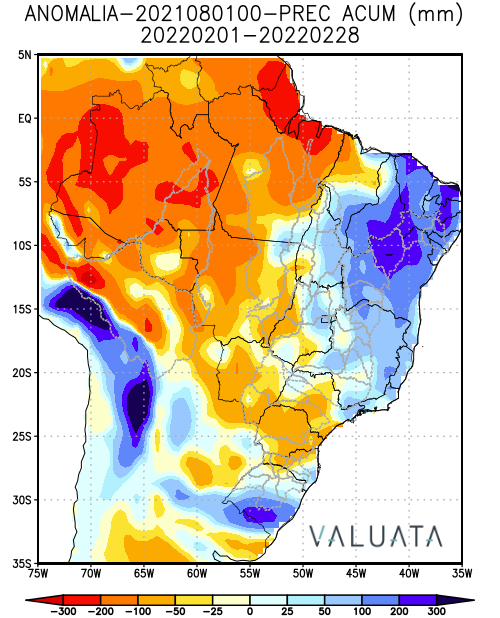 ANOMALIA-2021080100-PREC ACUM (mm)
20220201-20220228
5N
EQ
5S
10S
15S
20S
25S
30S
35S
VALUATA
75W 70W 65W 60W 55W 50W 45W 40W 35W
-300 -200 -100 -50 -25 0 25 50 100 200 300